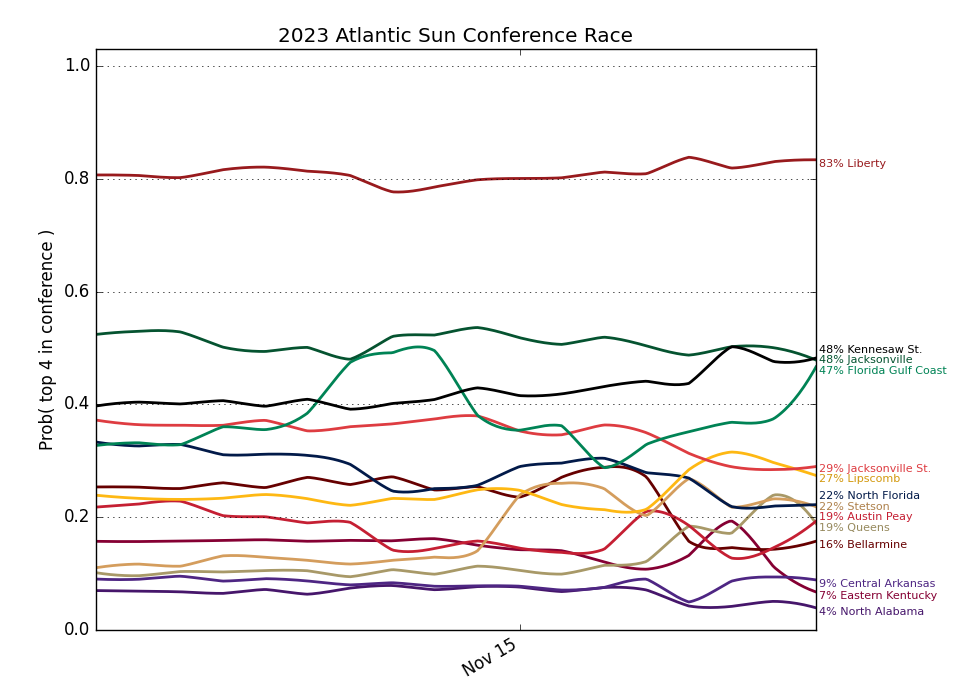 2023 Atlantic Sun Conference Race
Prob( top 4 in conference )
1.0
0.8
0.6
0.4
0.2
0.0
Nov 15
83% Liberty
48% Kennesaw St.
48% Jacksonville
47% Florida Gulf Coast
29% Jacksonville St.
27% Lipscomb
22% North Florida
22% Stetson
19% Austin Peay
19% Queens
16% Bellarmine
9% Central Arkansas
7% Eastern Kentucky
4% North Alabama